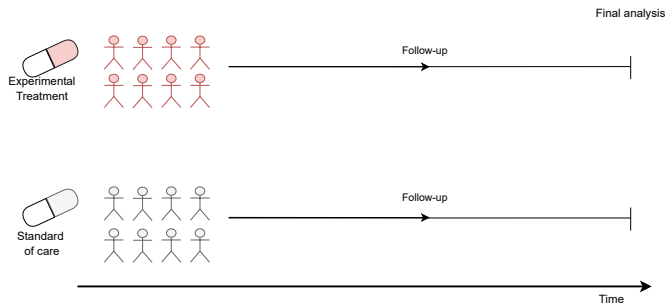 Final analysis
Follow-up
Experimental
Treatment
Follow-up
Standard
of care
Time